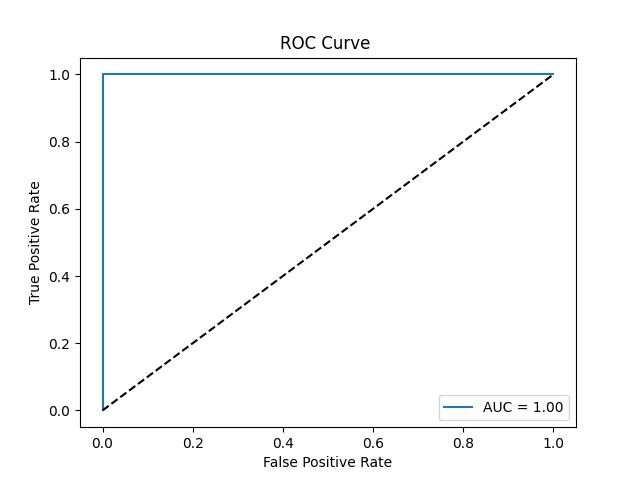 ROC Curve
1.0
0.8
0.6
0.4
0.2
0.0
True Positive Rate
AUC = 1.00
0.0 0.2 0.4 0.6 0.8 1.0
False Positive Rate